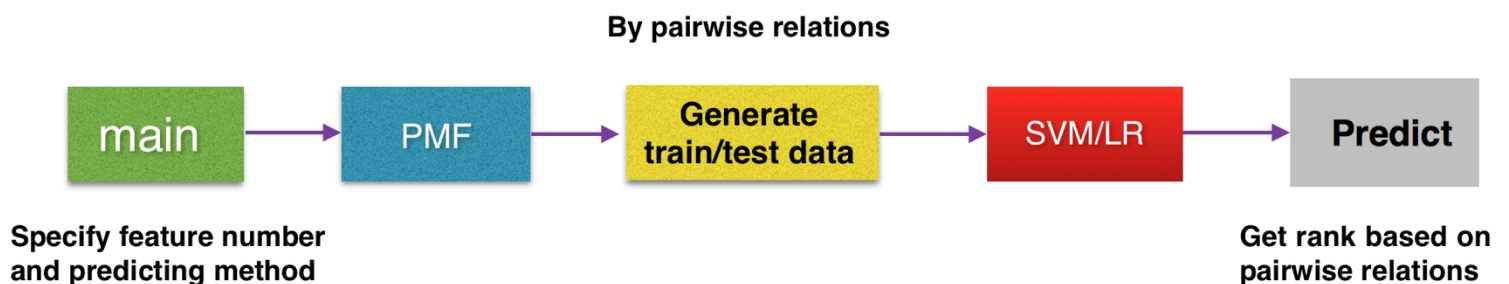 By pairwise relations
main
PMF
Generate
train/test data
SVM/LR
Predict
Specify feature number
and predicting method
Get rank based on
pairwise relations